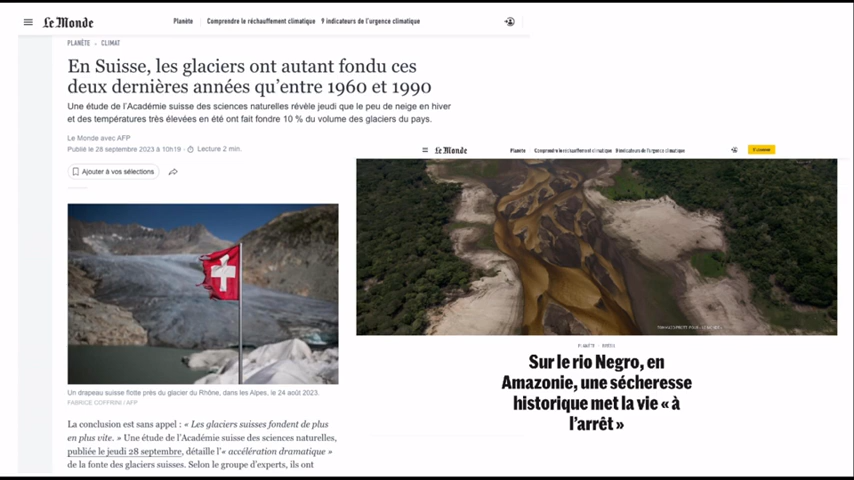 Le Monde
Planète Comprendre le réchauffement climatique 9 indicateurs de l'urgence climatique
PLANÈTE • CLIMAT
En Suisse, les glaciers ont autant fondu ces
deux dernières années qu'entre 1960 et 1990
Une étude de l'Académie suisse des sciences naturelles révèle jeudi que le peu de neige en hiver
et des températures très élevées en été ont fait fondre 10 % du volume des glaciers du pays.
Le Monde avec AFP
Publié le 28 septembre 2023 à 10h19 · Lecture 2 min.
Ajouter à vos sélections
Un drapeau suisse flotte près du glacier du Rhône, dans les Alpes, le 24 août 2023.
FABRICE COFFRINI / AFP
La conclusion est sans appel : « Les glaciers suisses fondent de plus
en plus vite. » Une étude de l'Académie suisse des sciences naturelles,
publiée le jeudi 28 septembre, détaille l'« accélération dramatique »
de la fonte des glaciers suisses. Selon le groupe d'experts, ils ont
Le Monde
Planète Comprendre le réchauffement climatique 9 indicateurs de l'urgence climatique
PLANÈTE
Sur le rio Negro, en
Amazonie, une sécheresse
historique met la vie « à
l'arrêt »